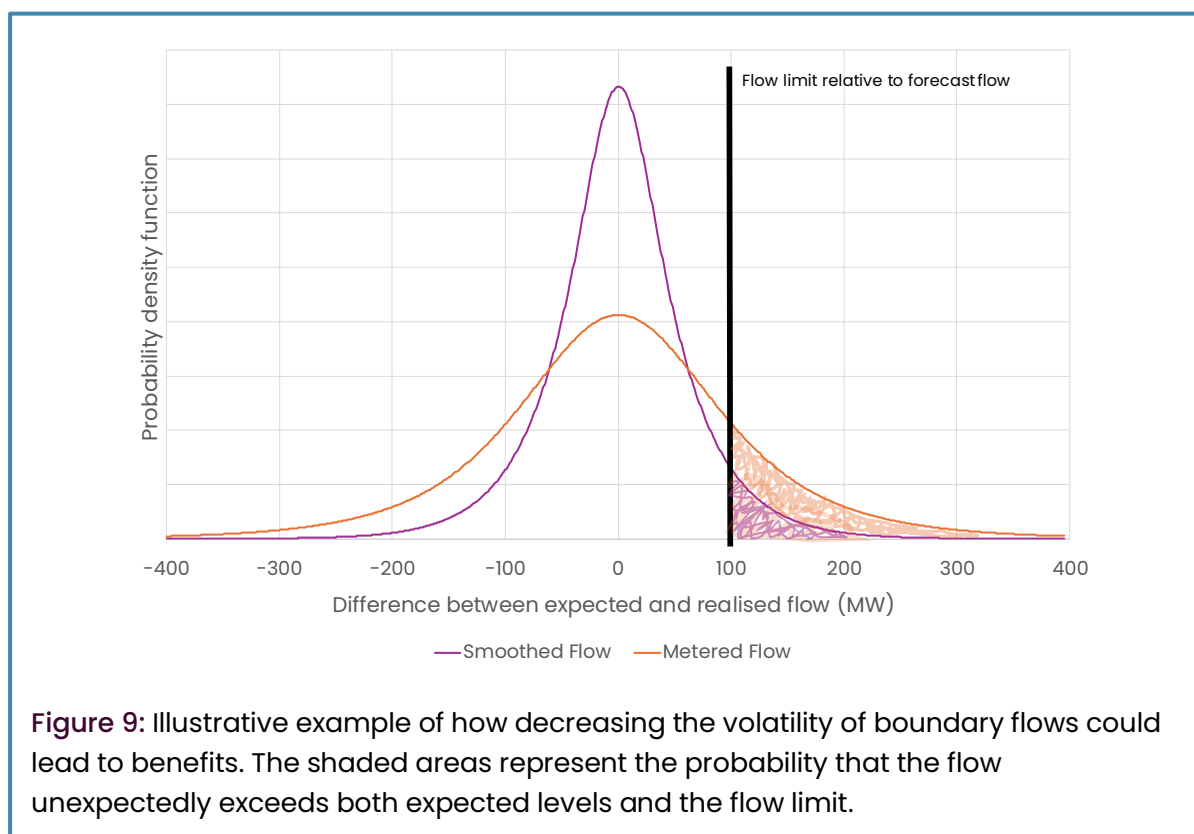 Flow limit relative to forecast flow
Probability density function
−400 −300 −200 −100 0 100 200 300 400
Difference between expected and realised flow (MW)
Smoothed Flow Metered Flow
Figure 9: Illustrative example of how decreasing the volatility of boundary flows could
lead to benefits. The shaded areas represent the probability that the flow
unexpectedly exceeds both expected levels and the flow limit.